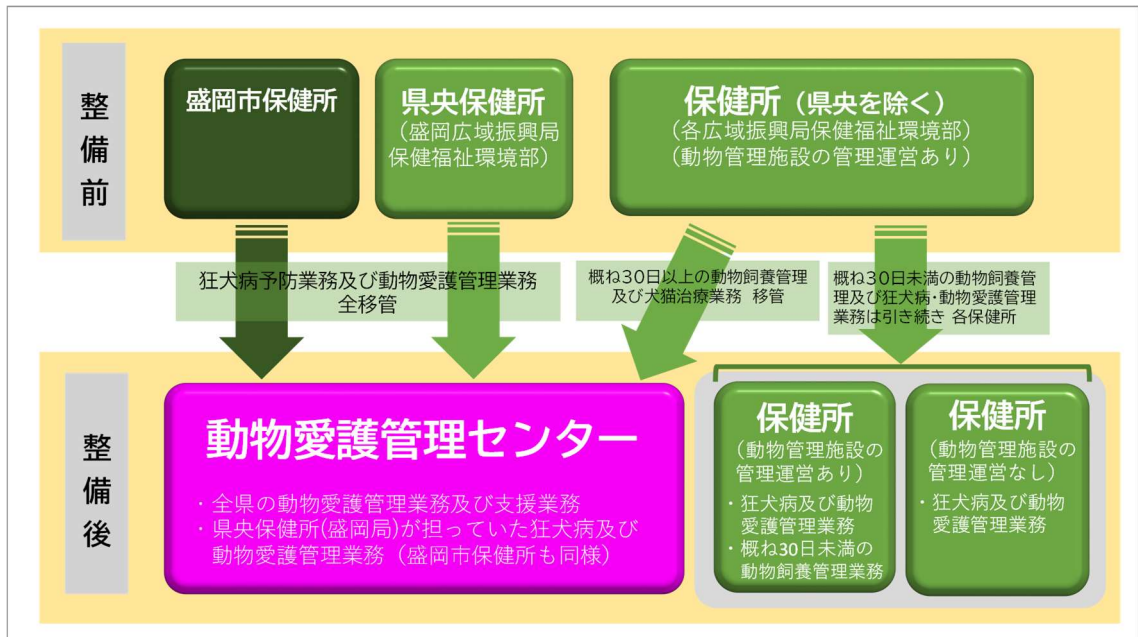 整備前
盛岡市保健所
県央保健所
（盛岡広域振興局
保健福祉環境部）
保健所（県央を除く）
（各広域振興局保健福祉環境部）
（動物管理施設の管理運営あり）
狂犬病予防業務及び動物愛護管理業務
全移管
概ね30日以上の動物飼養管理
及び犬猫治療業務 移管
概ね30日未満の動物飼養管
理及び狂犬病・動物愛護管理
業務は引き続き 各保健所
整備後
動物愛護管理センター
・全県の動物愛護管理業務及び支援業務
・県央保健所(盛岡局)が担っていた狂犬病及び
動物愛護管理業務（盛岡市保健所も同様）
保健所
（動物管理施設の
管理運営あり）
・狂犬病及び動物
愛護管理業務
・概ね30日未満の
動物飼養管理業務
保健所
（動物管理施設の
管理運営なし）
・狂犬病及び動物
愛護管理業務